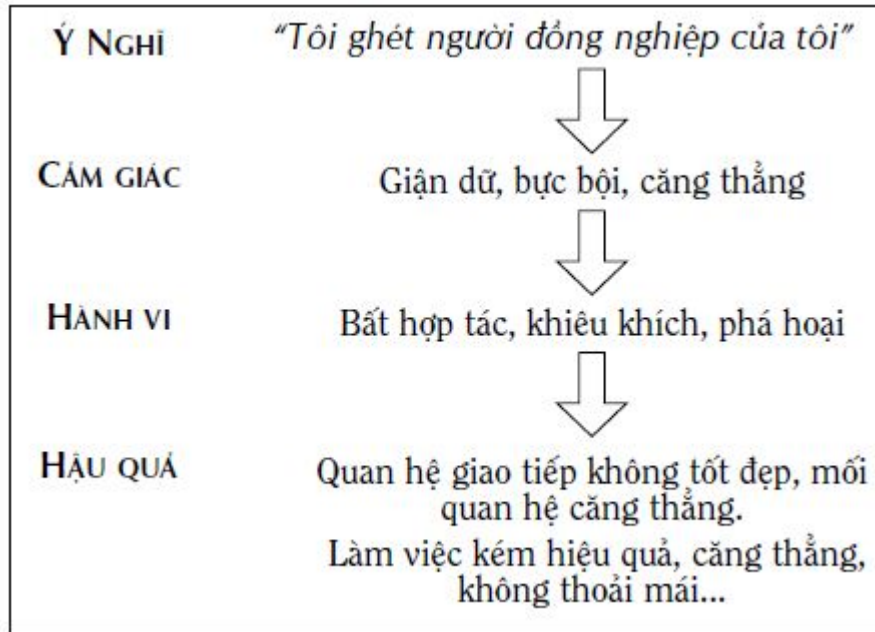 Ý NGHĨ
“Tôi ghét người đồng nghiệp của tôi”
CẢM GIÁC
Giận dữ, bực bội, căng thẳng
HÀNH VI
Bất hợp tác, khiêu khích, phá hoại
HẬU QUẢ
Quan hệ giao tiếp không tốt đẹp, mối
quan hệ căng thẳng.
Làm việc kém hiệu quả, căng thẳng,
không thoải mái...